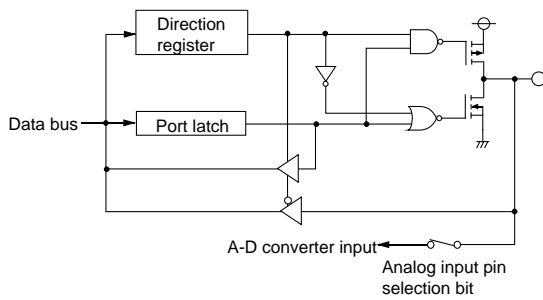 Direction
register
Data bus
Port latch
A-D converter input
Analog input pin
selection bit